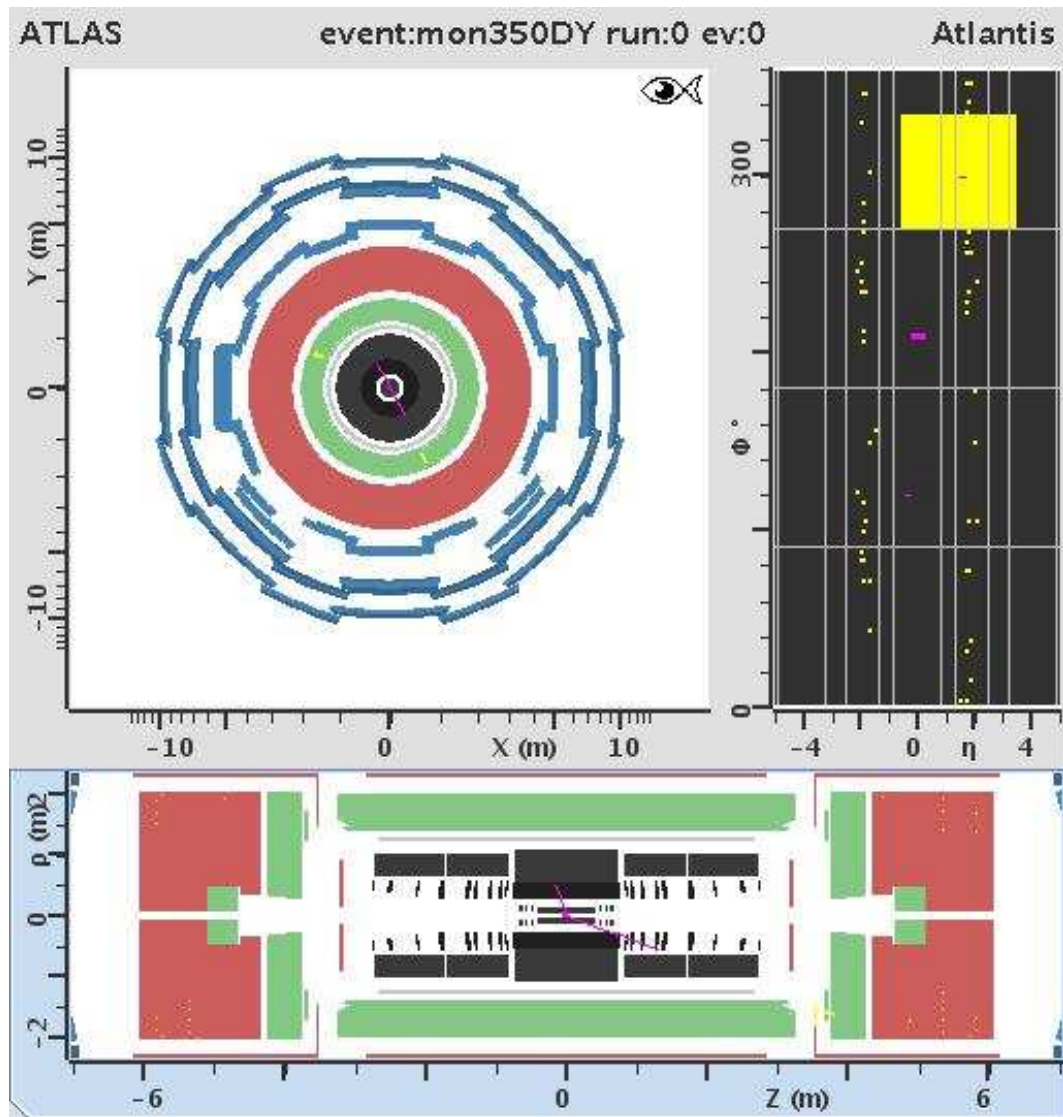 ATLAS event:mon350DY run:0 ev:0 Atlantis
10
Y (m)
0
-10
-10 0 X (m) 10
300
Φ °
0
-4 0 η 4
ρ (m) 2
0
-2
-6 0 Z (m) 6